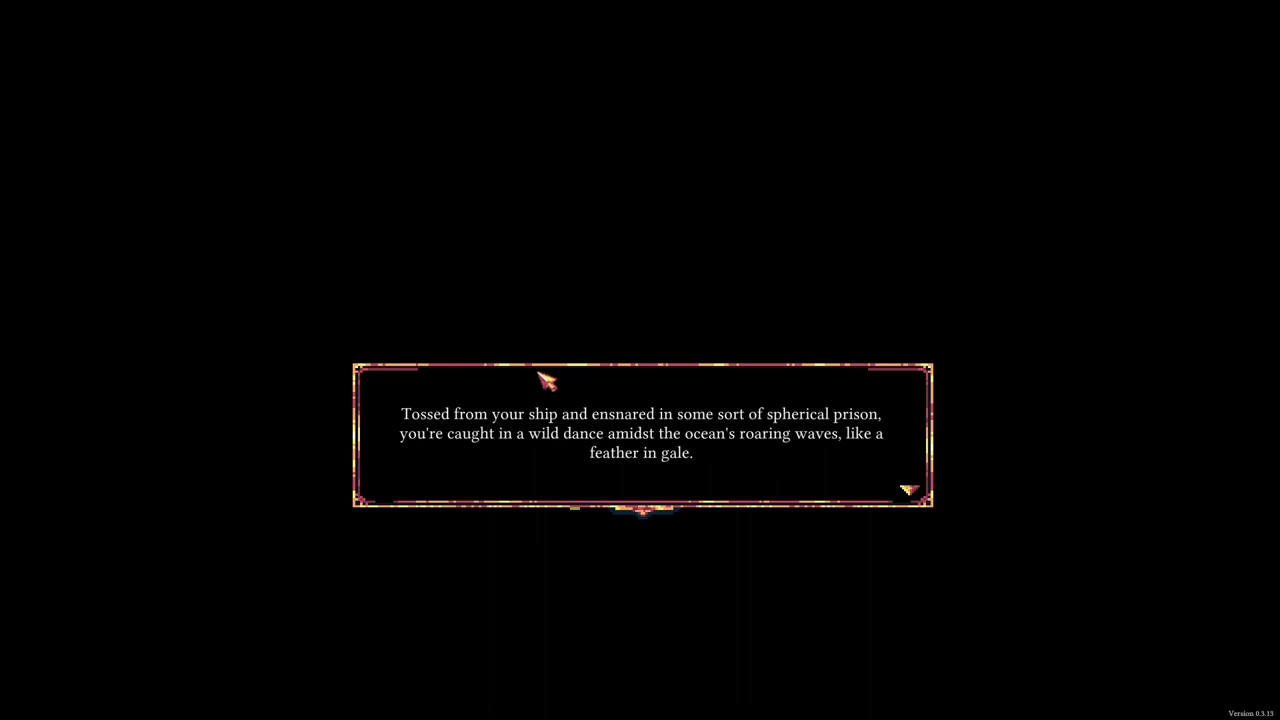 Tossed from your ship and ensnared in some sort of spherical prison,
you're caught in a wild dance amidst the ocean's roaring waves, like a
feather in gale.
Version 0.3.13